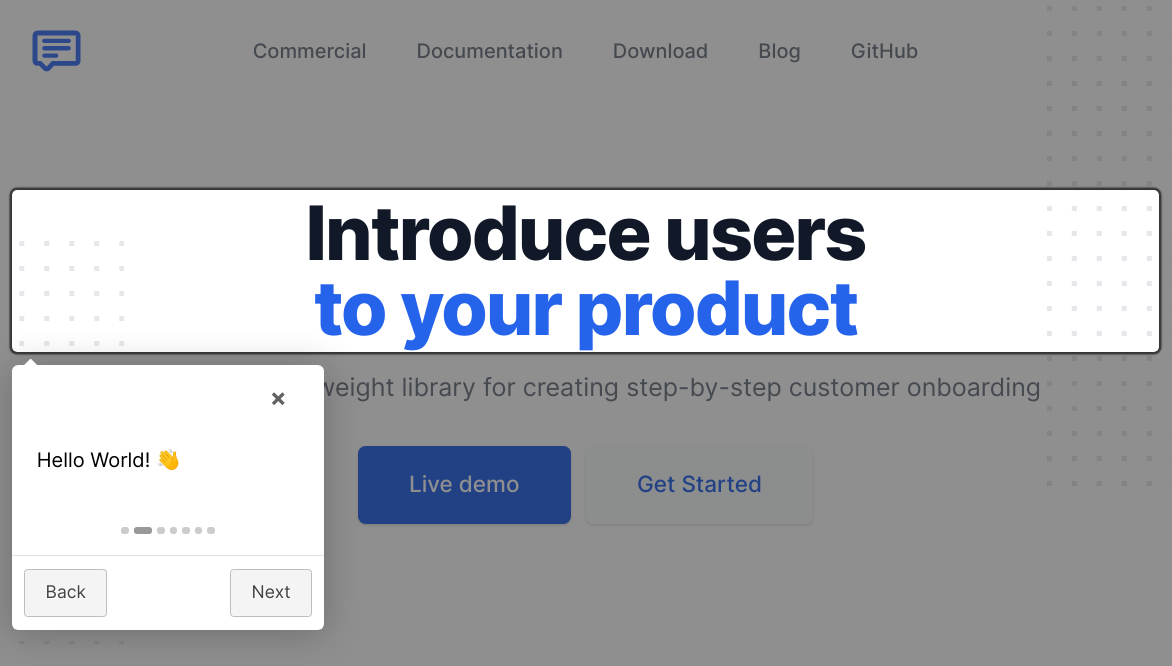 Commercial Documentation Download Blog GitHub
Introduce users
to your product
library for creating step-by-step customer onboarding
×
Hello World! 👋
Live demo Get Started
Back Next